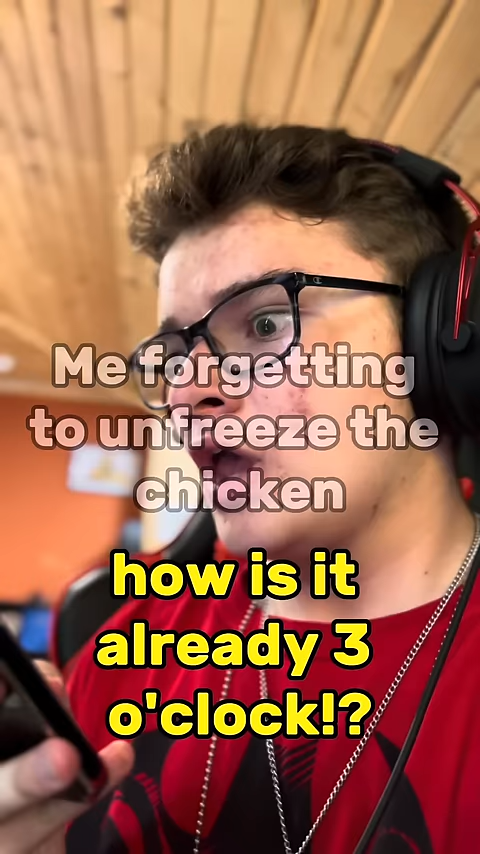 Me forgetting
to unfreeze the
chicken
how is it
already 3
o'clock!?